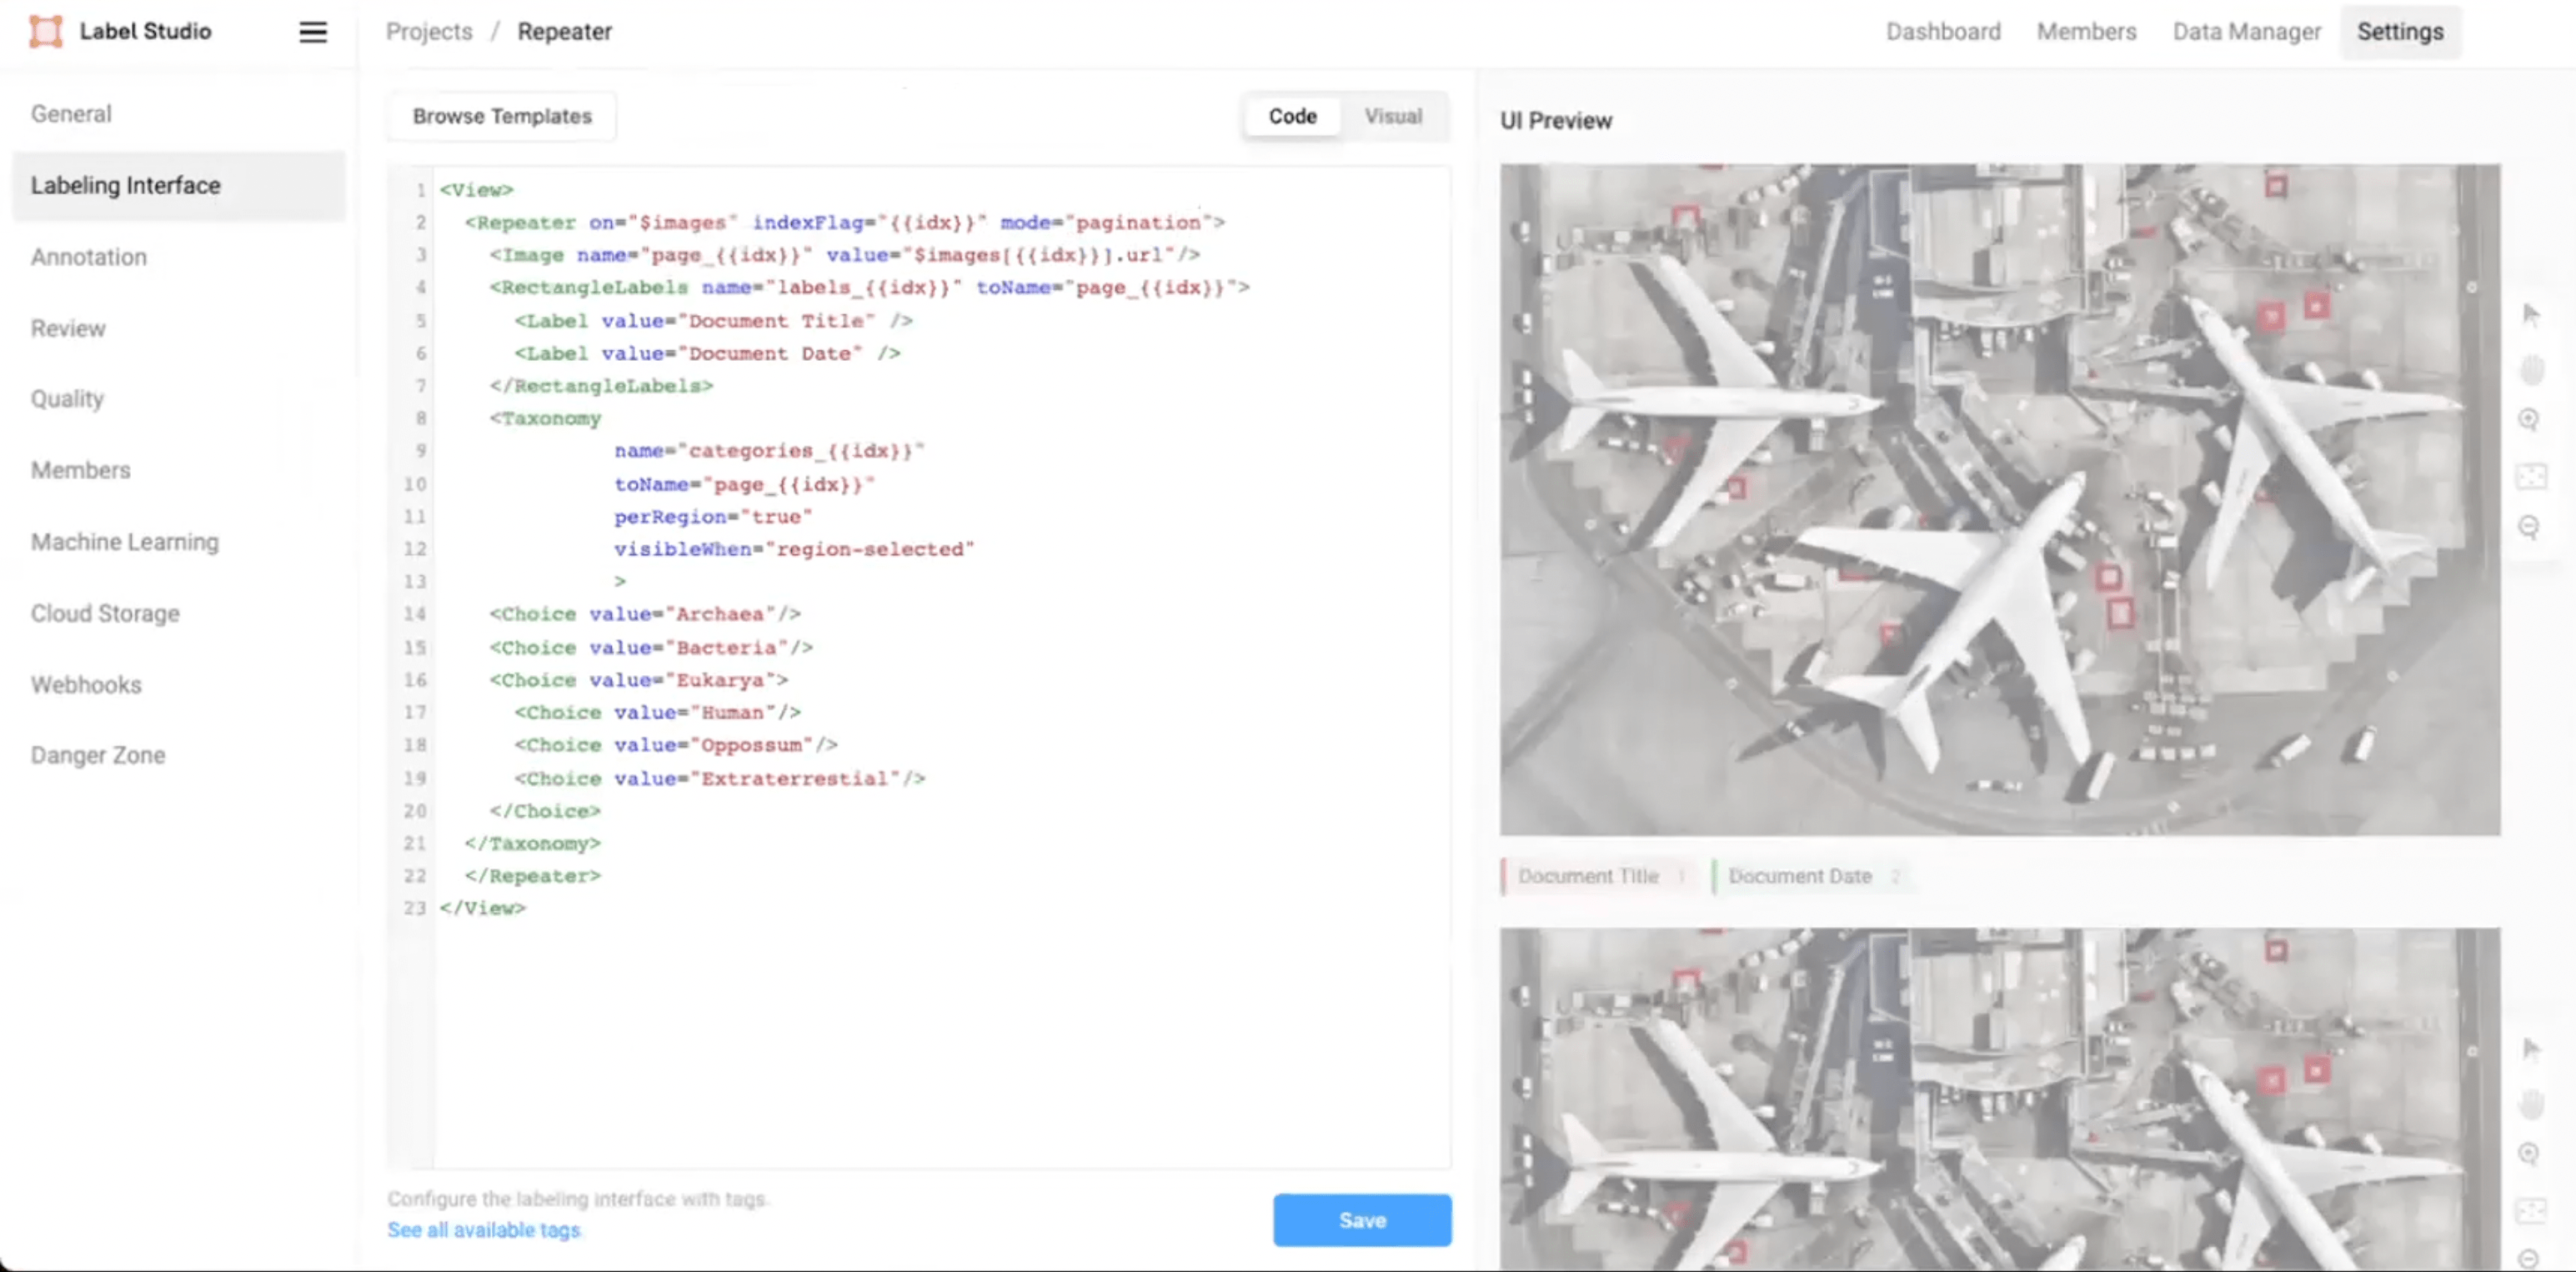 Label Studio
Projects / Repeater
Dashboard Members Data Manager Settings
General
Labeling Interface
Annotation
Review
Quality
Members
Machine Learning
Cloud Storage
Webhooks
Danger Zone
Browse Templates
Code Visual
1 <View>
2 <Repeater on="$images" indexFlag="{{idx}}" mode="pagination">
3 <Image name="page_{{idx}}" value="$images[{{idx}}].url"/>
4 <RectangleLabels name="labels_{{idx}}" toName="page_{{idx}}">
5 <Label value="Document Title" />
6 <Label value="Document Date" />
7 </RectangleLabels>
8 <Taxonomy
9 name="categories_{{idx}}"
10 toName="page_{{idx}}"
11 perRegion="true"
12 visibleWhen="region-selected"
13 >
14 <Choice value="Archaea"/>
15 <Choice value="Bacteria"/>
16 <Choice value="Eukarya">
17 <Choice value="Human"/>
18 <Choice value="Oppossum"/>
19 <Choice value="Extraterrestial"/>
20 </Choice>
21 </Taxonomy>
22 </Repeater>
23 </View>
Configure the labeling interface with tags.
See all available tags.
Save
UI Preview
Document Title 1 Document Date 2